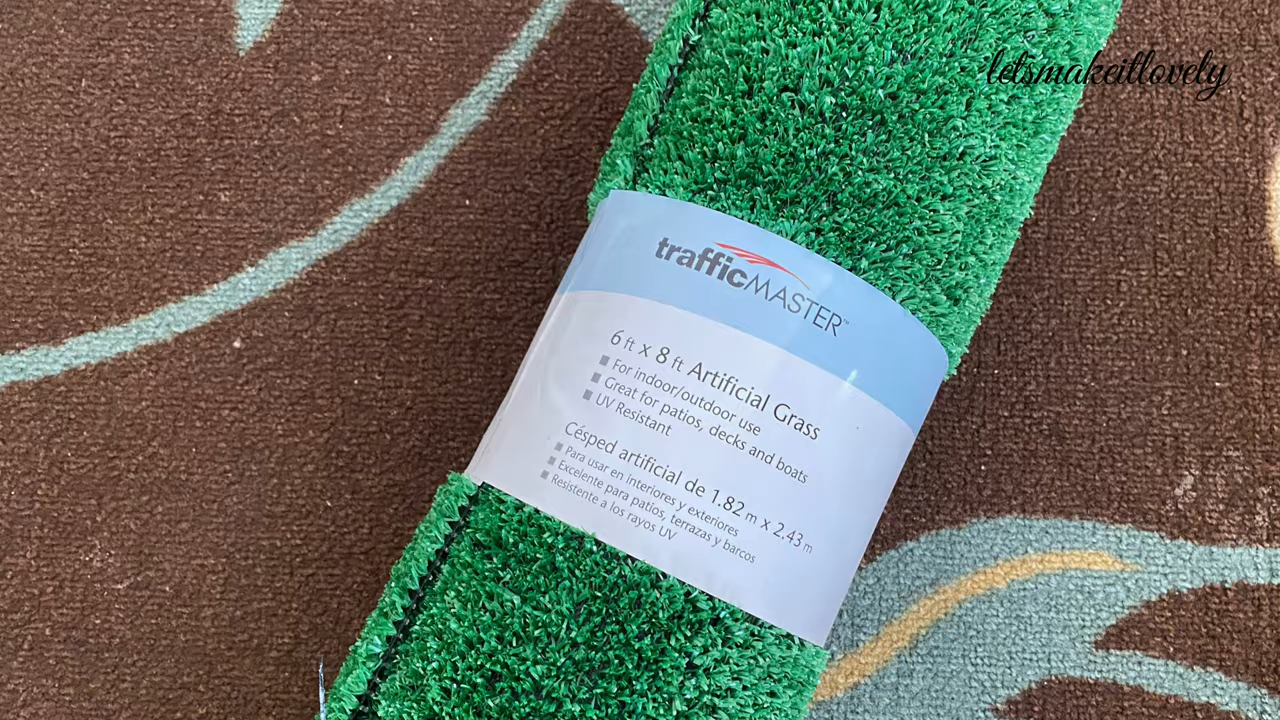 letsmakeitlovely
trafficMASTER™
6 ft x 8 ft Artificial Grass
■ For indoor/outdoor use
■ Great for patios, decks and boats
■ UV Resistant
Césped artificial de 1.82 m x 2.43 m
■ Para usar en interiores y exteriores
■ Excelente para patios, terrazas y barcos
■ Resistente a los rayos UV